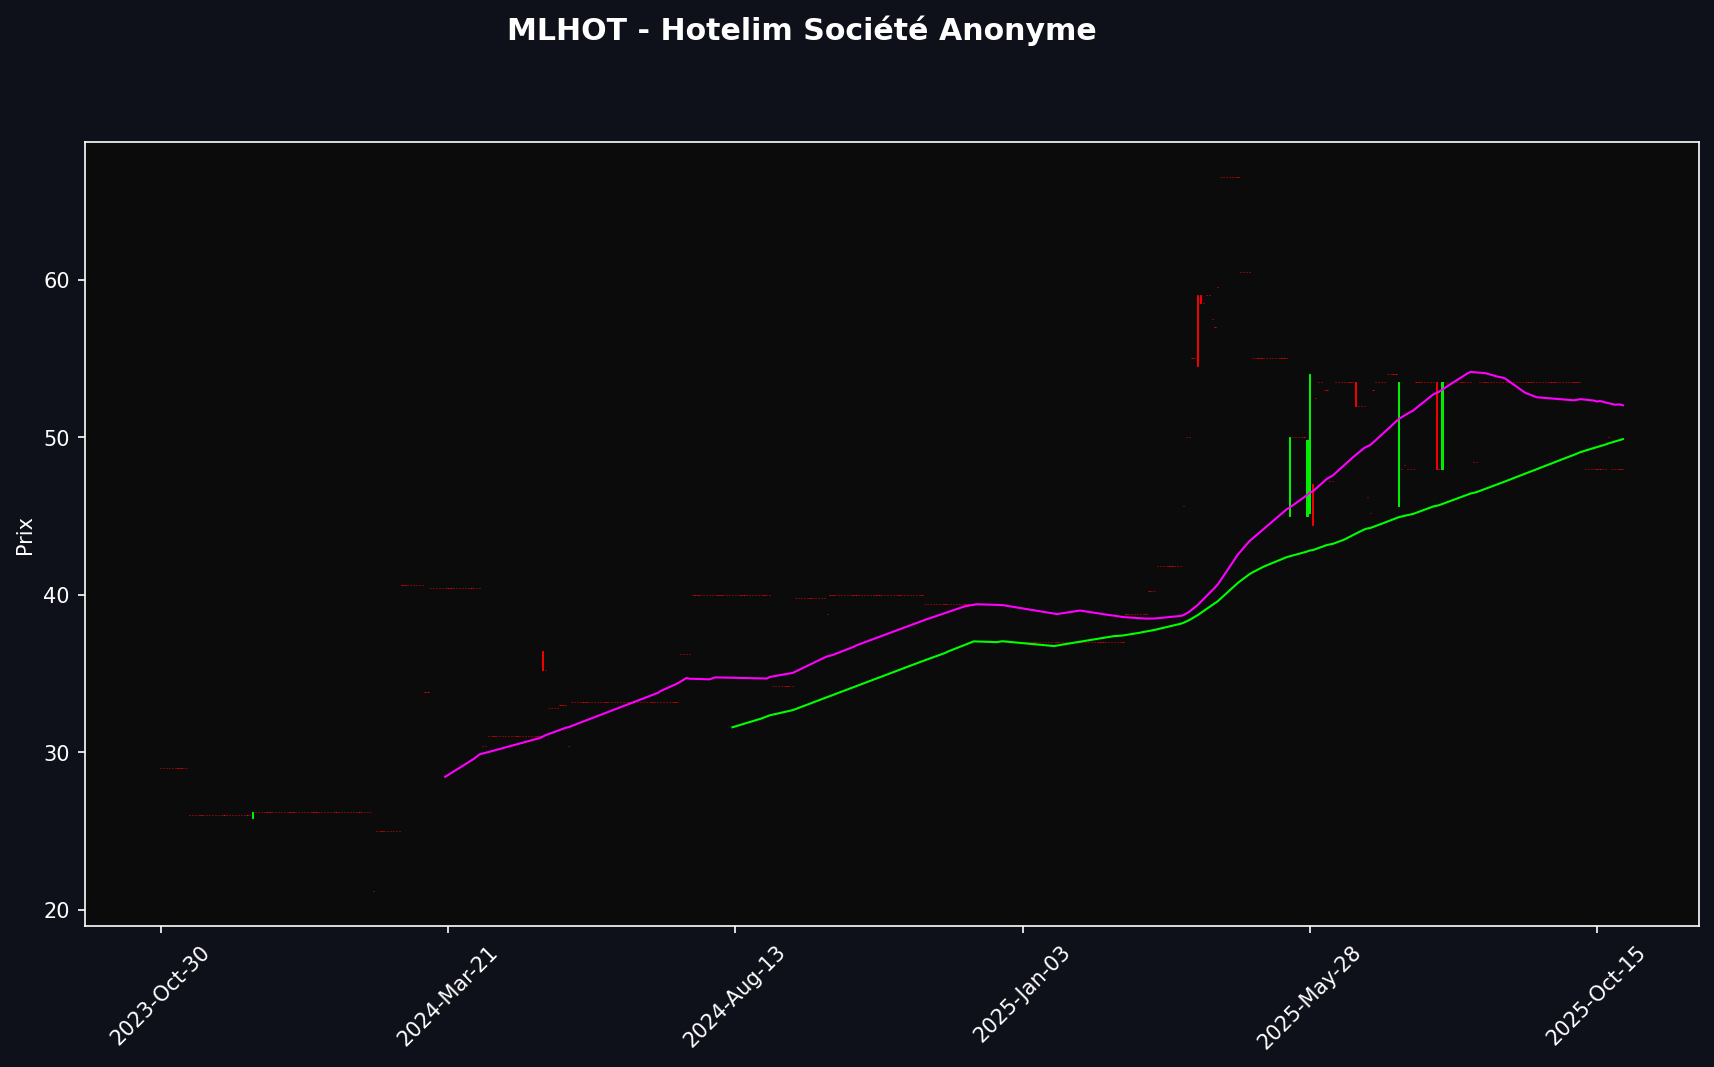 MLHOT - Hotelim Société Anonyme
Prix
60
50
40
30
20
2023-Oct-30
2024-Mar-21
2024-Aug-13
2025-Jan-03
2025-May-28
2025-Oct-15